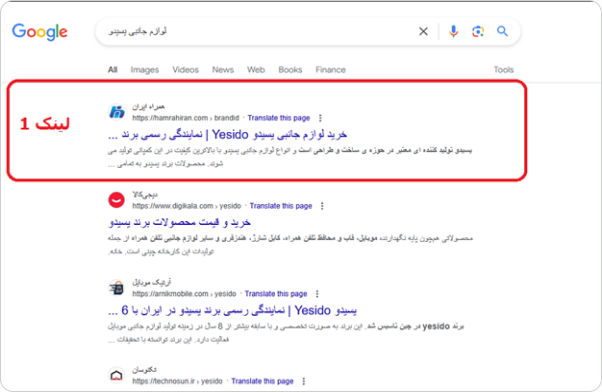 Google
لوازم جانبی یسیدو
All Images Videos News Web Books Finance Tools
لینک 1
همراه ایران
https://hamrahiran.com › brandid · Translate this page
خرید لوازم جانبی یسیدو Yesido | نمایندگی رسمی برند ...
یسیدو تولید کننده ای معتبر در حوزه ی ساخت و طراحی است و انواع لوازم جانبی یسیدو با بالاترین کیفیت در این کمپانی تولید می
شوند. محصولات برند یسیدو به تمامی ...
دیجی‌کالا
https://www.digikala.com › yesido · Translate this page
خرید و قیمت محصولات برند یسیدو
محصولاتی همچون پایه نگهدارنده، موبایل، قاب و محافظ تلفن همراه، کابل شارژ، هندزفری و سایر لوازم جانبی تلفن همراه از جمله
تولیدات این کارخانه چینی است. خانه.
آرنیک موبایل
https://arnikmobile.com › yesido · Translate this page
یسیدو Yesido | نمایندگی رسمی برند یسیدو در ایران با 6 ...
برند yesido در چین تاسیس شد. این برند به صورت تخصصی و با سابقه بیشتر از 8 سال در زمینه تولید لوازم جانبی موبایل
فعالیت دارد. این برند توانسته با تحقیقات ...
تکنوسان
https://technosun.ir › yesido · Translate this page